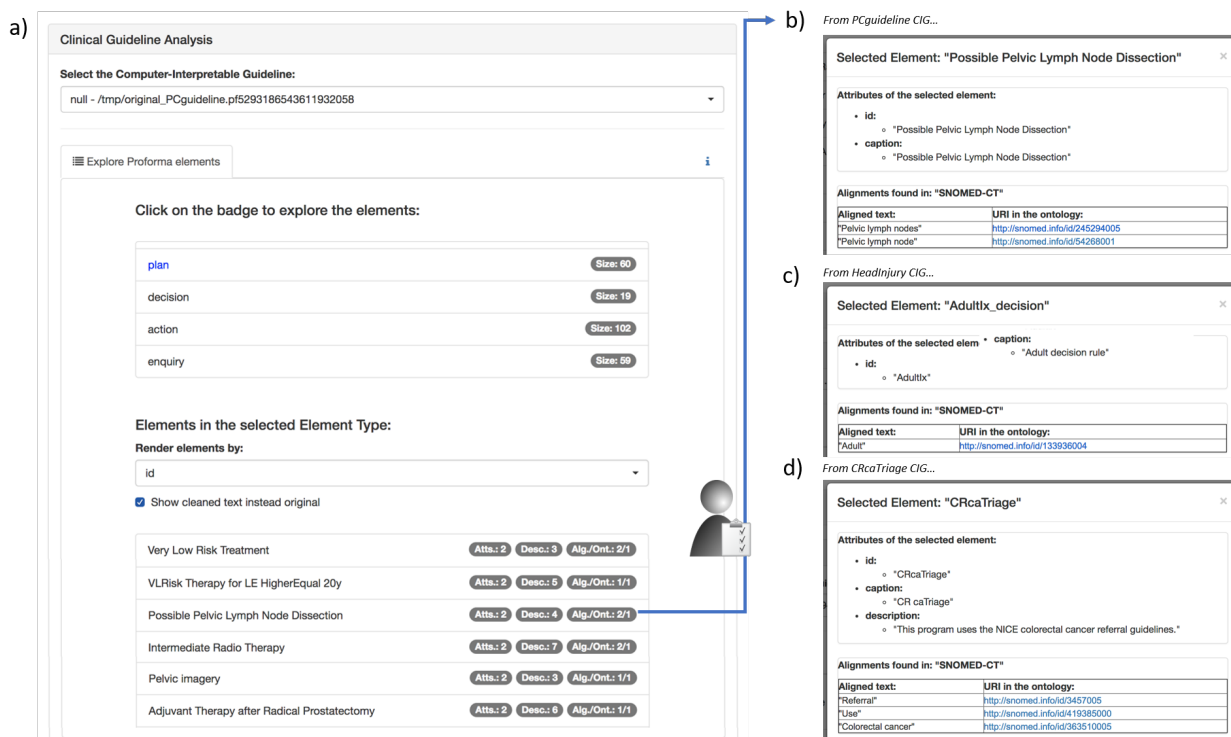 a)
Clinical Guideline Analysis
Select the Computer-Interpretable Guideline:
null - /tmp/original_PCguideline.pf5293186543611932058
Explore Proforma elements
i
Click on the badge to explore the elements:
plan Size: 60
decision Size: 19
action Size: 102
enquiry Size: 59
Elements in the selected Element Type:
Render elements by:
id
Show cleaned text instead original
Very Low Risk Treatment Atts.: 2 Desc.: 3 Alg./Ont.: 2/1
VLRisk Therapy for LE HigherEqual 20y Atts.: 2 Desc.: 5 Alg./Ont.: 1/1
Possible Pelvic Lymph Node Dissection Atts.: 2 Desc.: 4 Alg./Ont.: 2/1
Intermediate Radio Therapy Atts.: 2 Desc.: 7 Alg./Ont.: 2/1
Pelvic imagery Atts.: 2 Desc.: 3 Alg./Ont.: 1/1
Adjuvant Therapy after Radical Prostatectomy Atts.: 2 Desc.: 6 Alg./Ont.: 1/1
b)
From PCguideline CIG...
Selected Element: "Possible Pelvic Lymph Node Dissection" ×
Attributes of the selected element:
• id:
◦ "Possible Pelvic Lymph Node Dissection"
• caption:
◦ "Possible Pelvic Lymph Node Dissection"
Alignments found in: "SNOMED-CT"
Aligned text: URI in the ontology:
"Pelvic lymph nodes" http://snomed.info/id/245294005
"Pelvic lymph node" http://snomed.info/id/54268001
c)
From HeadInjury CIG...
Selected Element: "AdultIx_decision" ×
Attributes of the selected elem
• caption:
◦ "Adult decision rule"
• id:
◦ "AdultIx"
Alignments found in: "SNOMED-CT"
Aligned text: URI in the ontology:
"Adult" http://snomed.info/id/133936004
d)
From CRcaTriage CIG...
Selected Element: "CRcaTriage" ×
Attributes of the selected element:
• id:
◦ "CRcaTriage"
• caption:
◦ "CR caTriage"
• description:
◦ "This program uses the NICE colorectal cancer referral guidelines."
Alignments found in: "SNOMED-CT"
Aligned text: URI in the ontology:
"Referral" http://snomed.info/id/3457005
"Use" http://snomed.info/id/419385000
"Colorectal cancer" http://snomed.info/id/363510005